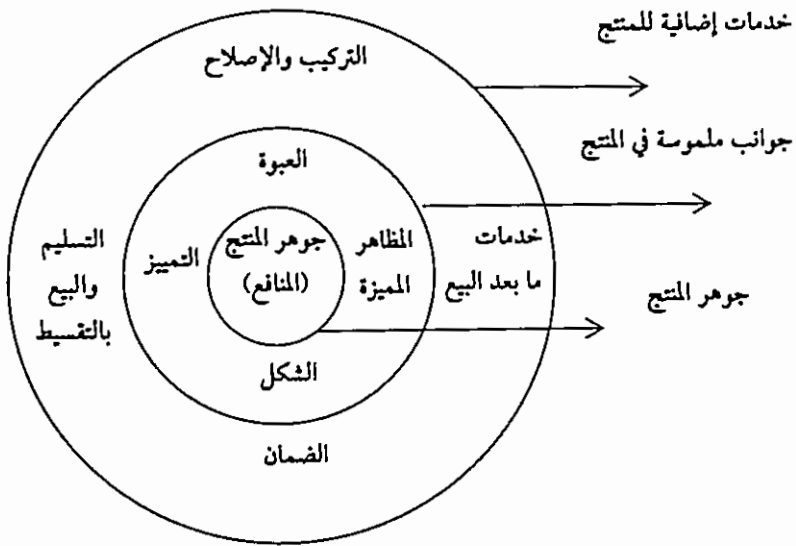 خدمات إضافية للمنتج
التركيب والإصلاح
جوانب ملموسة في المنتج
العبوة
جوهر المنتج
(المنافع)
المظاهر
المميزة
التمييز
خدمات
ما بعد البيع
التسليم
والبيع
بالتقسيط
جوهر المنتج
الشكل
الضمان